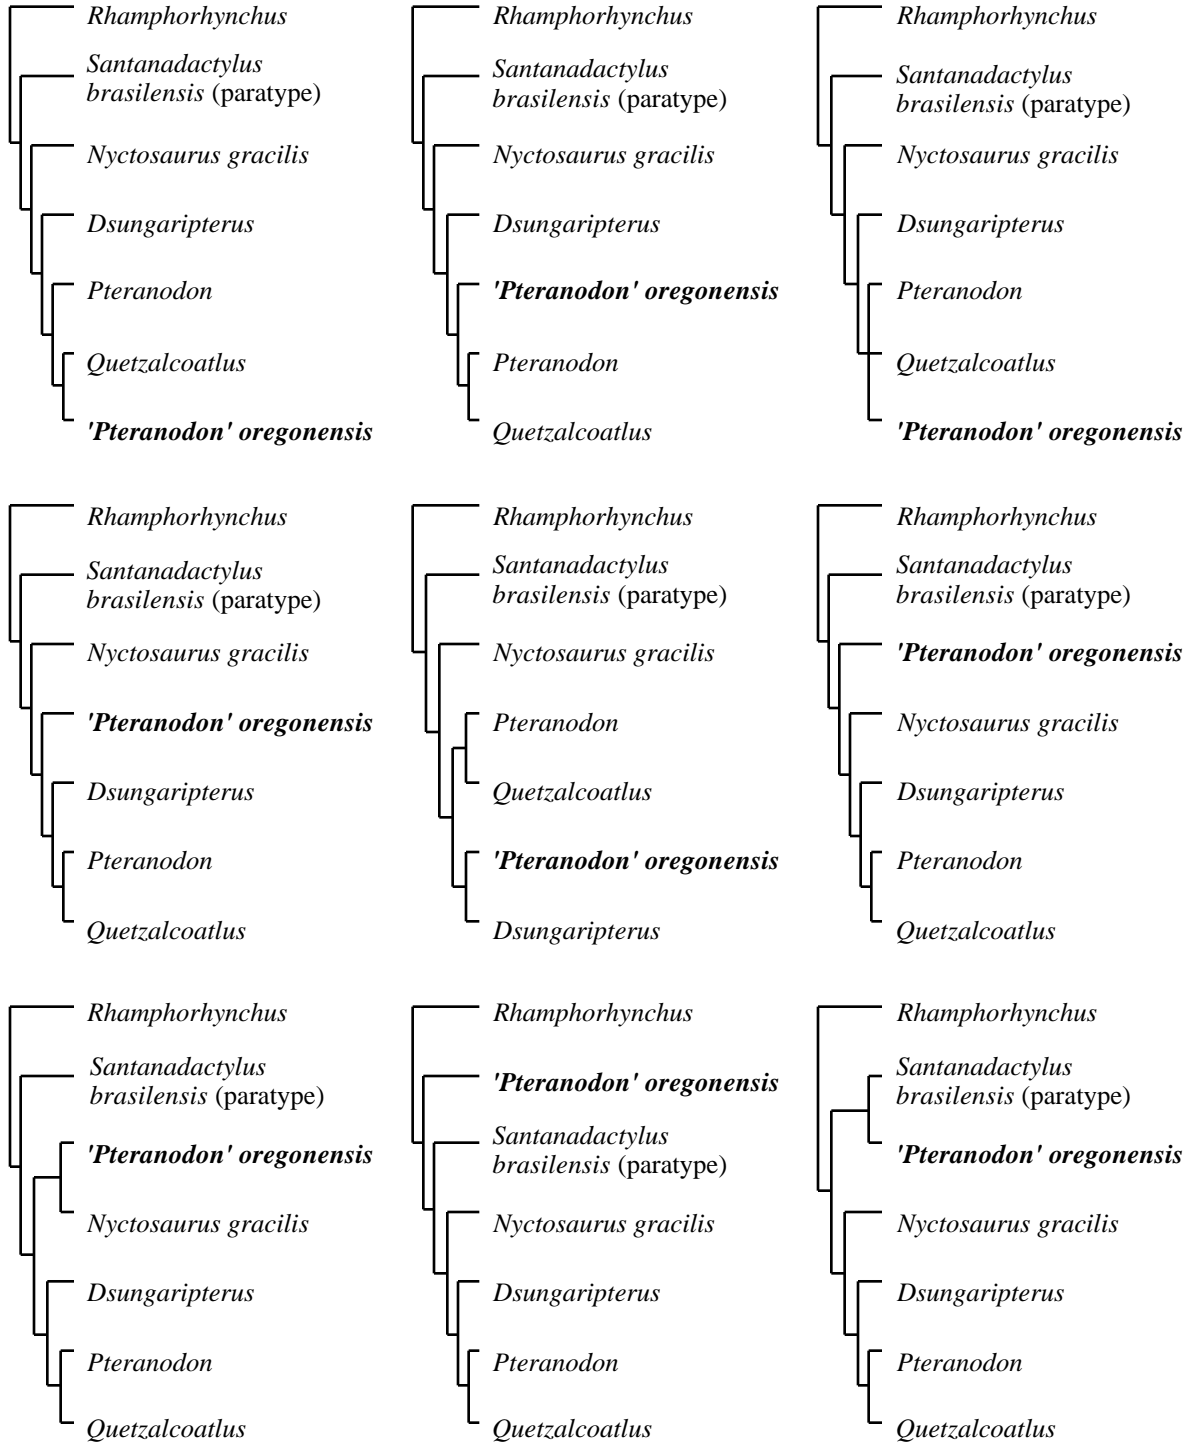 Rhamphorhynchus
Santanadactylus
brasilensis (paratype)
Nyctosaurus gracilis
Dsungaripterus
Pteranodon
Quetzalcoatlus
'Pteranodon' oregonensis
Rhamphorhynchus
Santanadactylus
brasilensis (paratype)
Nyctosaurus gracilis
Dsungaripterus
'Pteranodon' oregonensis
Pteranodon
Quetzalcoatlus
Rhamphorhynchus
Santanadactylus
brasilensis (paratype)
Nyctosaurus gracilis
Dsungaripterus
Pteranodon
Quetzalcoatlus
'Pteranodon' oregonensis
Rhamphorhynchus
Santanadactylus
brasilensis (paratype)
Nyctosaurus gracilis
'Pteranodon' oregonensis
Dsungaripterus
Pteranodon
Quetzalcoatlus
Rhamphorhynchus
Santanadactylus
brasilensis (paratype)
Nyctosaurus gracilis
Pteranodon
Quetzalcoatlus
'Pteranodon' oregonensis
Dsungaripterus
Rhamphorhynchus
Santanadactylus
brasilensis (paratype)
'Pteranodon' oregonensis
Nyctosaurus gracilis
Dsungaripterus
Pteranodon
Quetzalcoatlus
Rhamphorhynchus
Santanadactylus
brasilensis (paratype)
'Pteranodon' oregonensis
Nyctosaurus gracilis
Dsungaripterus
Pteranodon
Quetzalcoatlus
Rhamphorhynchus
'Pteranodon' oregonensis
Santanadactylus
brasilensis (paratype)
Nyctosaurus gracilis
Dsungaripterus
Pteranodon
Quetzalcoatlus
Rhamphorhynchus
Santanadactylus
brasilensis (paratype)
'Pteranodon' oregonensis
Nyctosaurus gracilis
Dsungaripterus
Pteranodon
Quetzalcoatlus